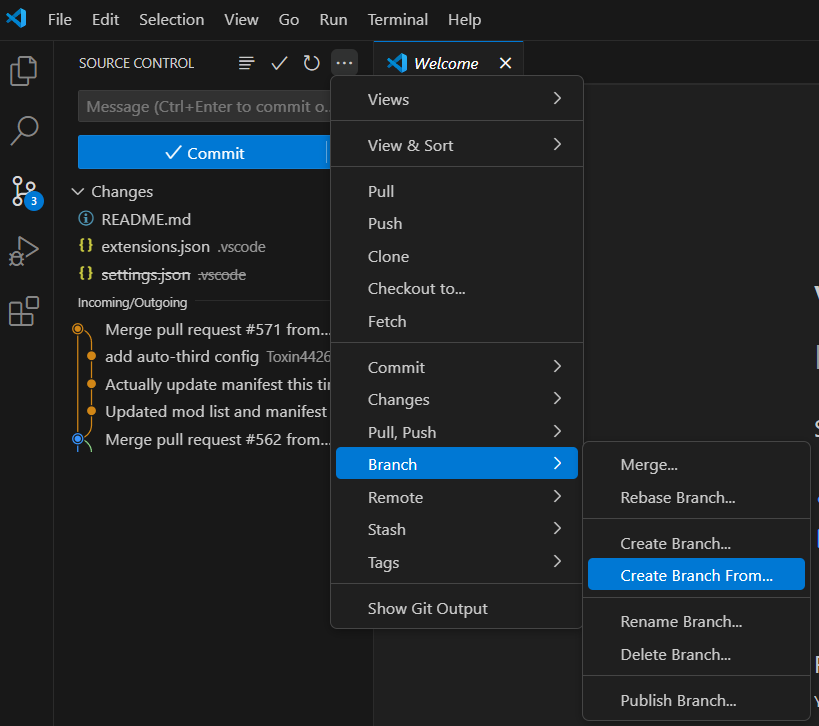 File Edit Selection View Go Run Terminal Help
SOURCE CONTROL
Welcome
Message (Ctrl+Enter to commit o...
Commit
3
Changes
README.md
extensions.json .vscode
settings.json .vscode
Incoming/Outgoing
Merge pull request #571 from...
add auto-third config Toxin4426
Actually update manifest this ti
Updated mod list and manifest
Merge pull request #562 from...
Views
View & Sort
Pull
Push
Clone
Checkout to...
Fetch
Commit
Changes
Pull, Push
Branch
Remote
Stash
Tags
Show Git Output
Merge...
Rebase Branch...
Create Branch...
Create Branch From...
Rename Branch...
Delete Branch...
Publish Branch...